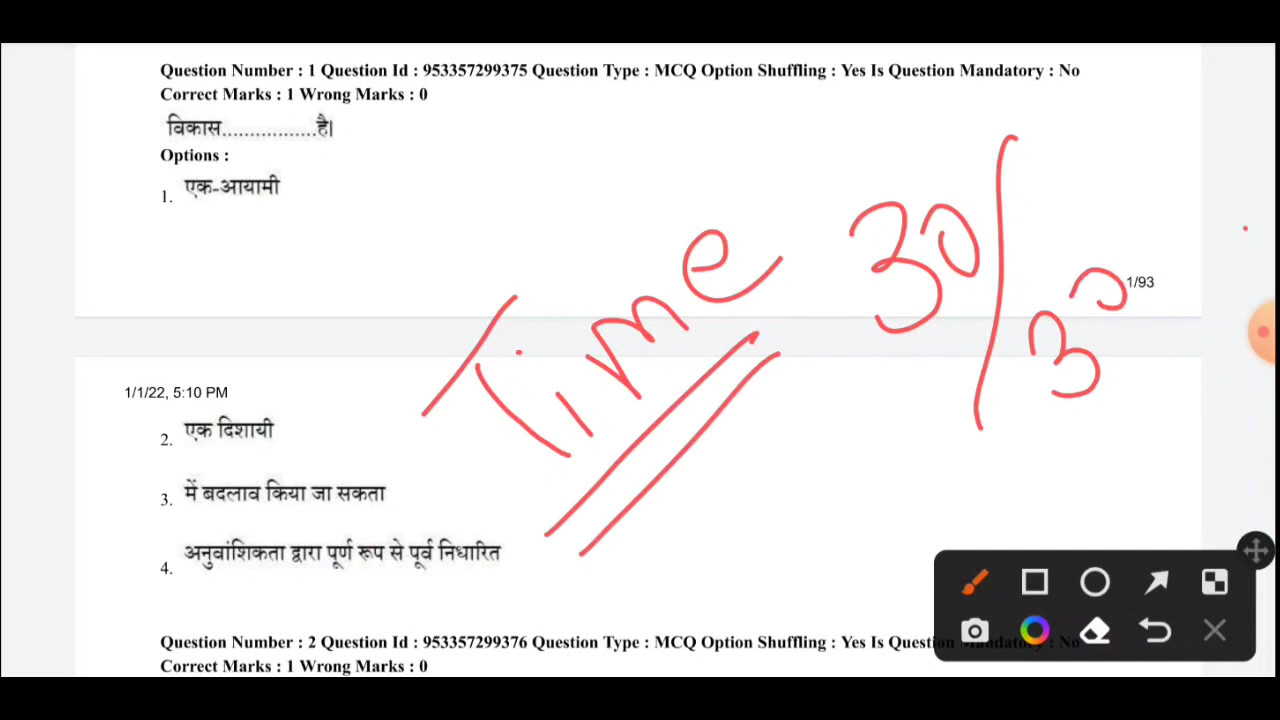 Question Number : 1 Question Id : 953357299375 Question Type : MCQ Option Shuffling : Yes Is Question Mandatory : No
Correct Marks : 1 Wrong Marks : 0
विकास.................है।
Options :
1. एक-आयामी
Time 30/30
1/93
1/1/22, 5:10 PM
2. एक दिशायी
3. में बदलाव किया जा सकता
4. अनुवांशिकता द्वारा पूर्ण रूप से पूर्व निधारित
Question Number : 2 Question Id : 953357299376 Question Type : MCQ Option Shuffling : Yes Is Question Mandatory : No
Correct Marks : 1 Wrong Marks : 0